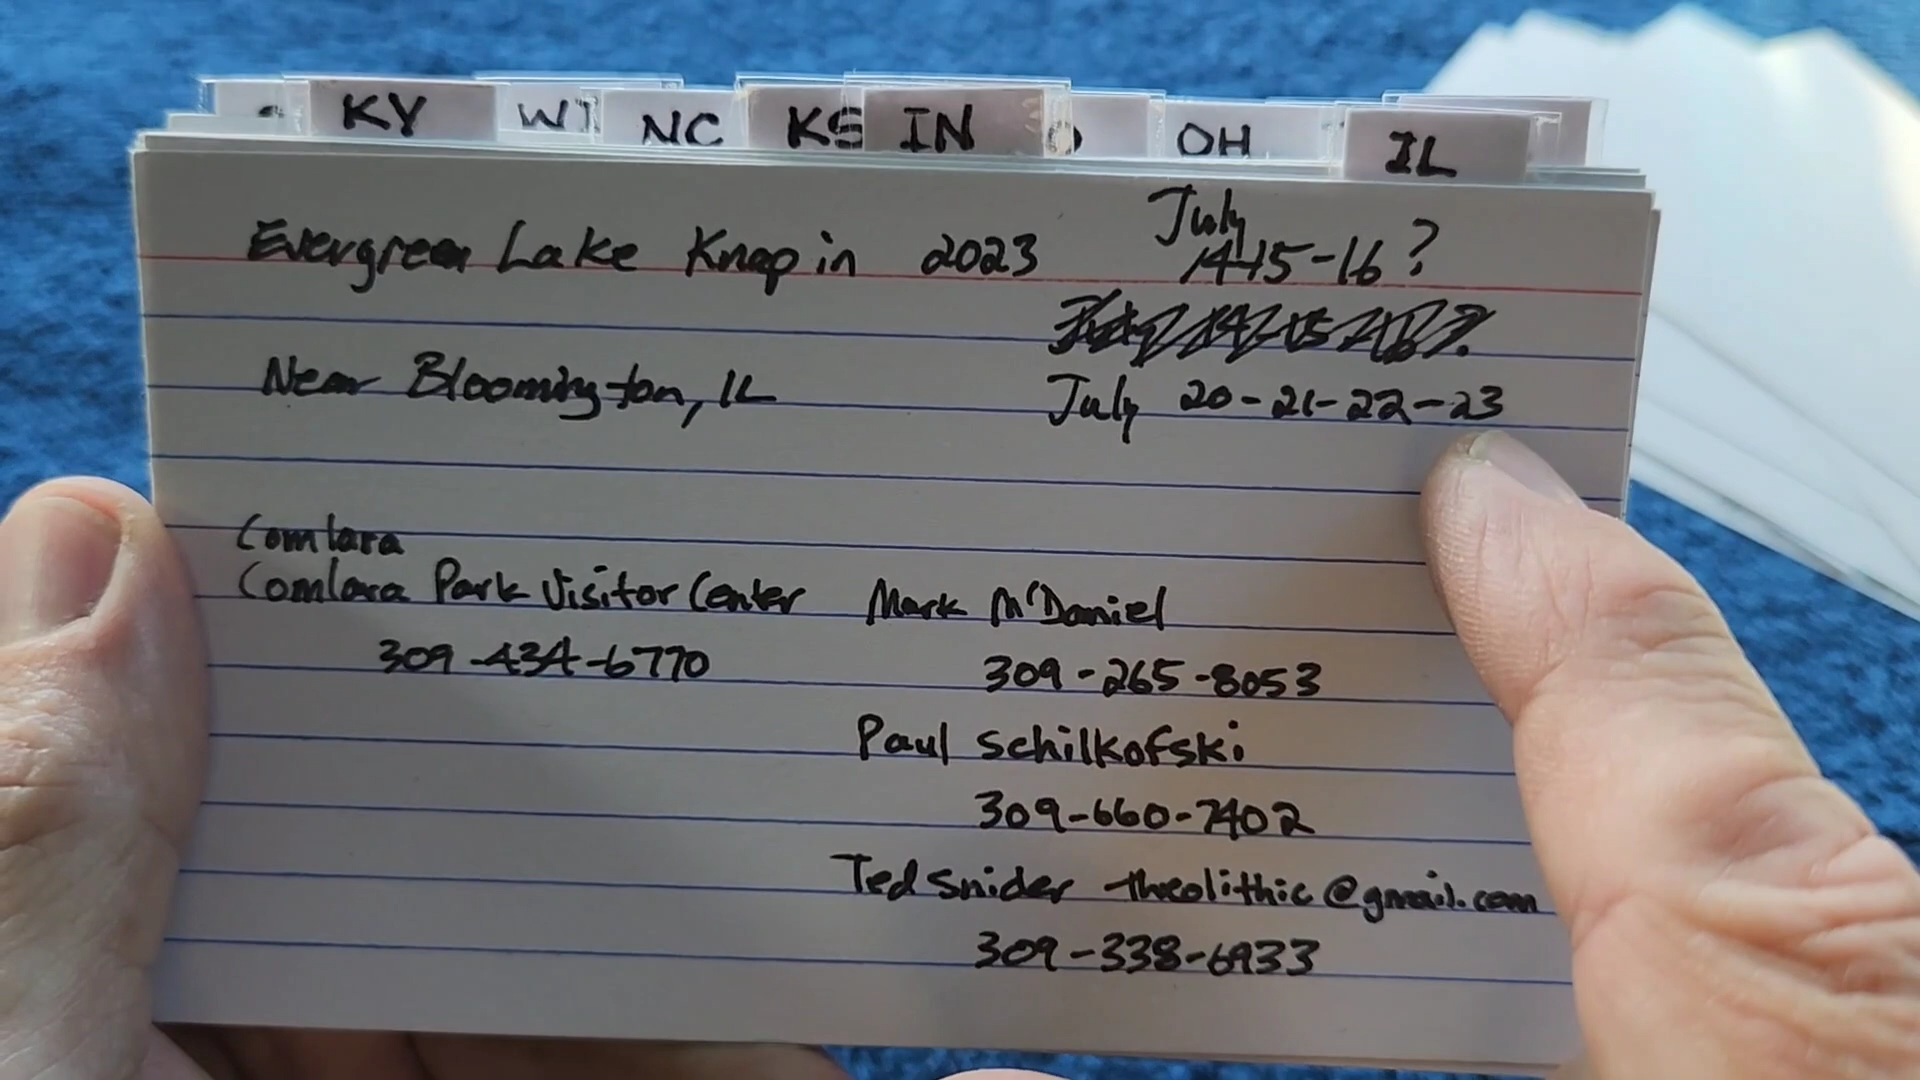 KY WI NC KS IN OH IL
July
Evergreen Lake Knap in 2023 14-15-16?
Near Bloomington, IL July 20-21-22-23
Comlara
Comlara Park Visitor Center Mark McDaniel
309-434-6770 309-265-8053
Paul Schilkofski
309-660-7402
Ted Snider theolithic@gmail.com
309-338-6933